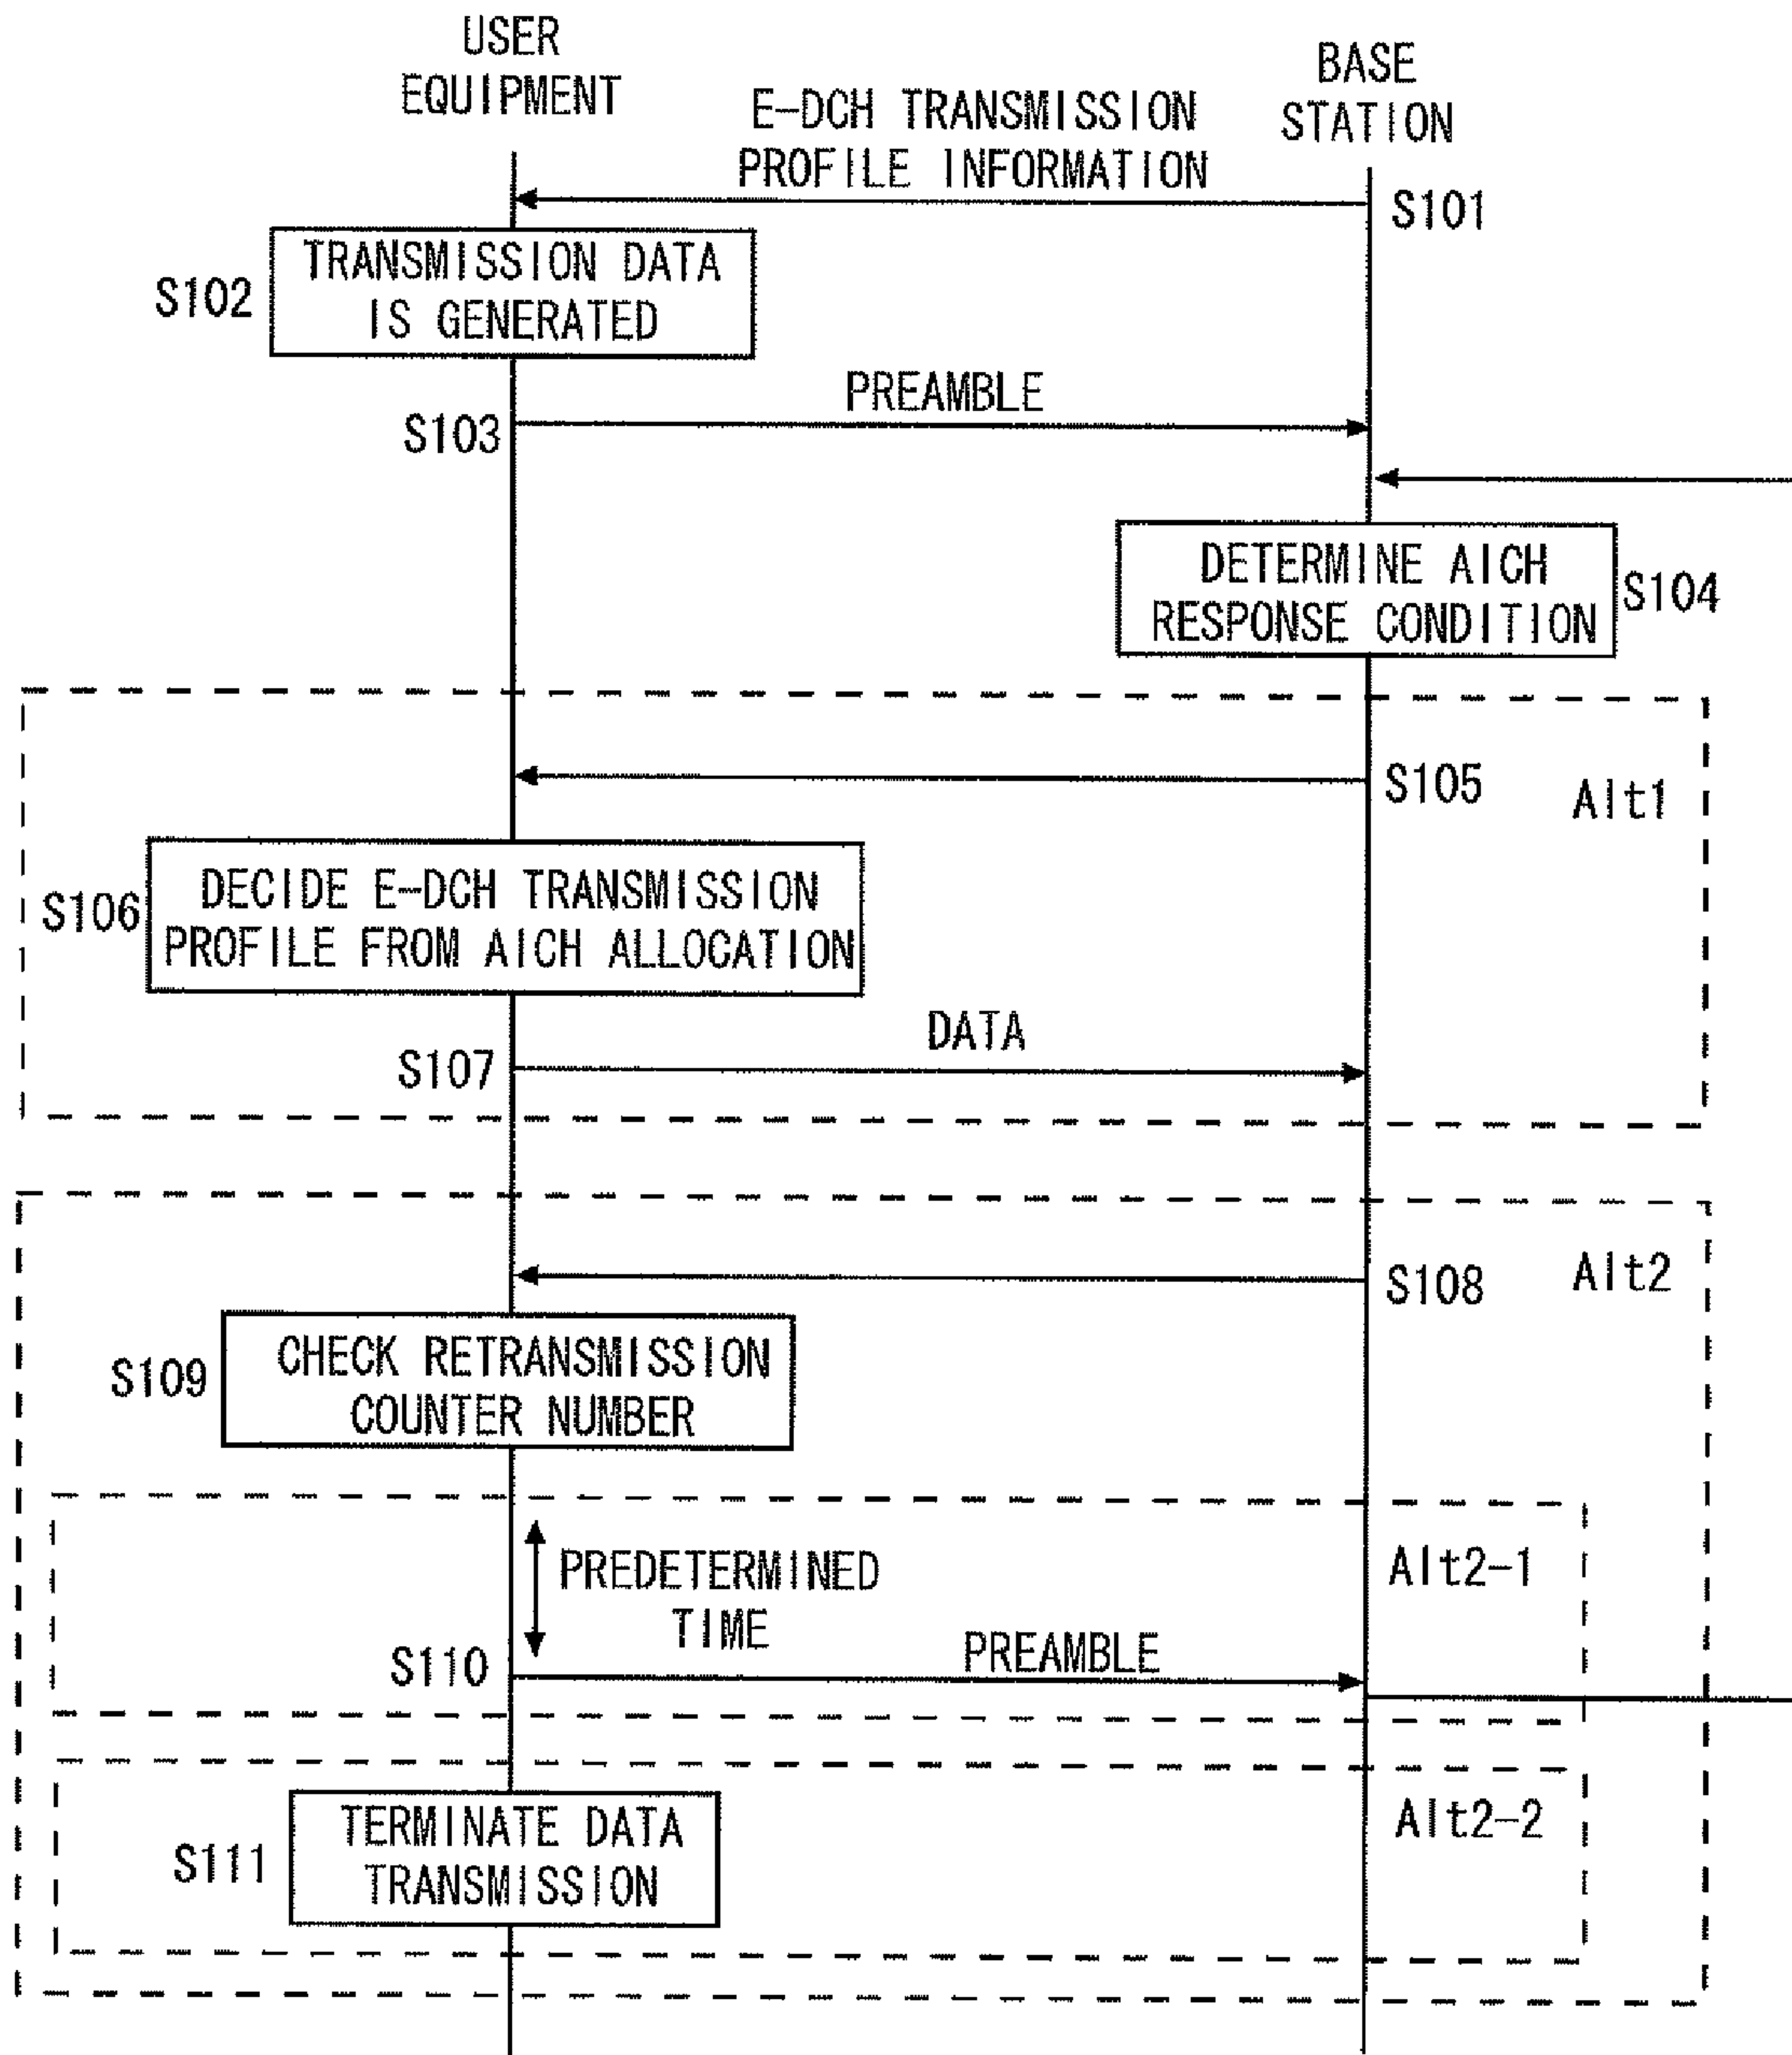 USER
EQUIPMENT
BASE
STATION
E-DCH TRANSMISSION
PROFILE INFORMATION
S101
S102
TRANSMISSION DATA
IS GENERATED
PREAMBLE
S103
DETERMINE AICH
RESPONSE CONDITION
S104
S105
Alt1
S106
DECIDE E-DCH TRANSMISSION
PROFILE FROM AICH ALLOCATION
DATA
S107
S108
Alt2
S109
CHECK RETRANSMISSION
COUNTER NUMBER
PREDETERMINED
TIME
Alt2-1
S110
PREAMBLE
S111
TERMINATE DATA
TRANSMISSION
Alt2-2